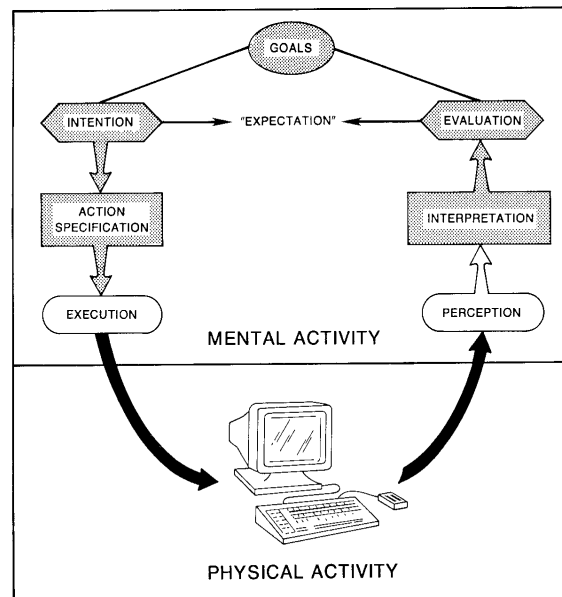 GOALS
INTENTION
"EXPECTATION"
EVALUATION
ACTION
SPECIFICATION
INTERPRETATION
EXECUTION
PERCEPTION
MENTAL ACTIVITY
PHYSICAL ACTIVITY